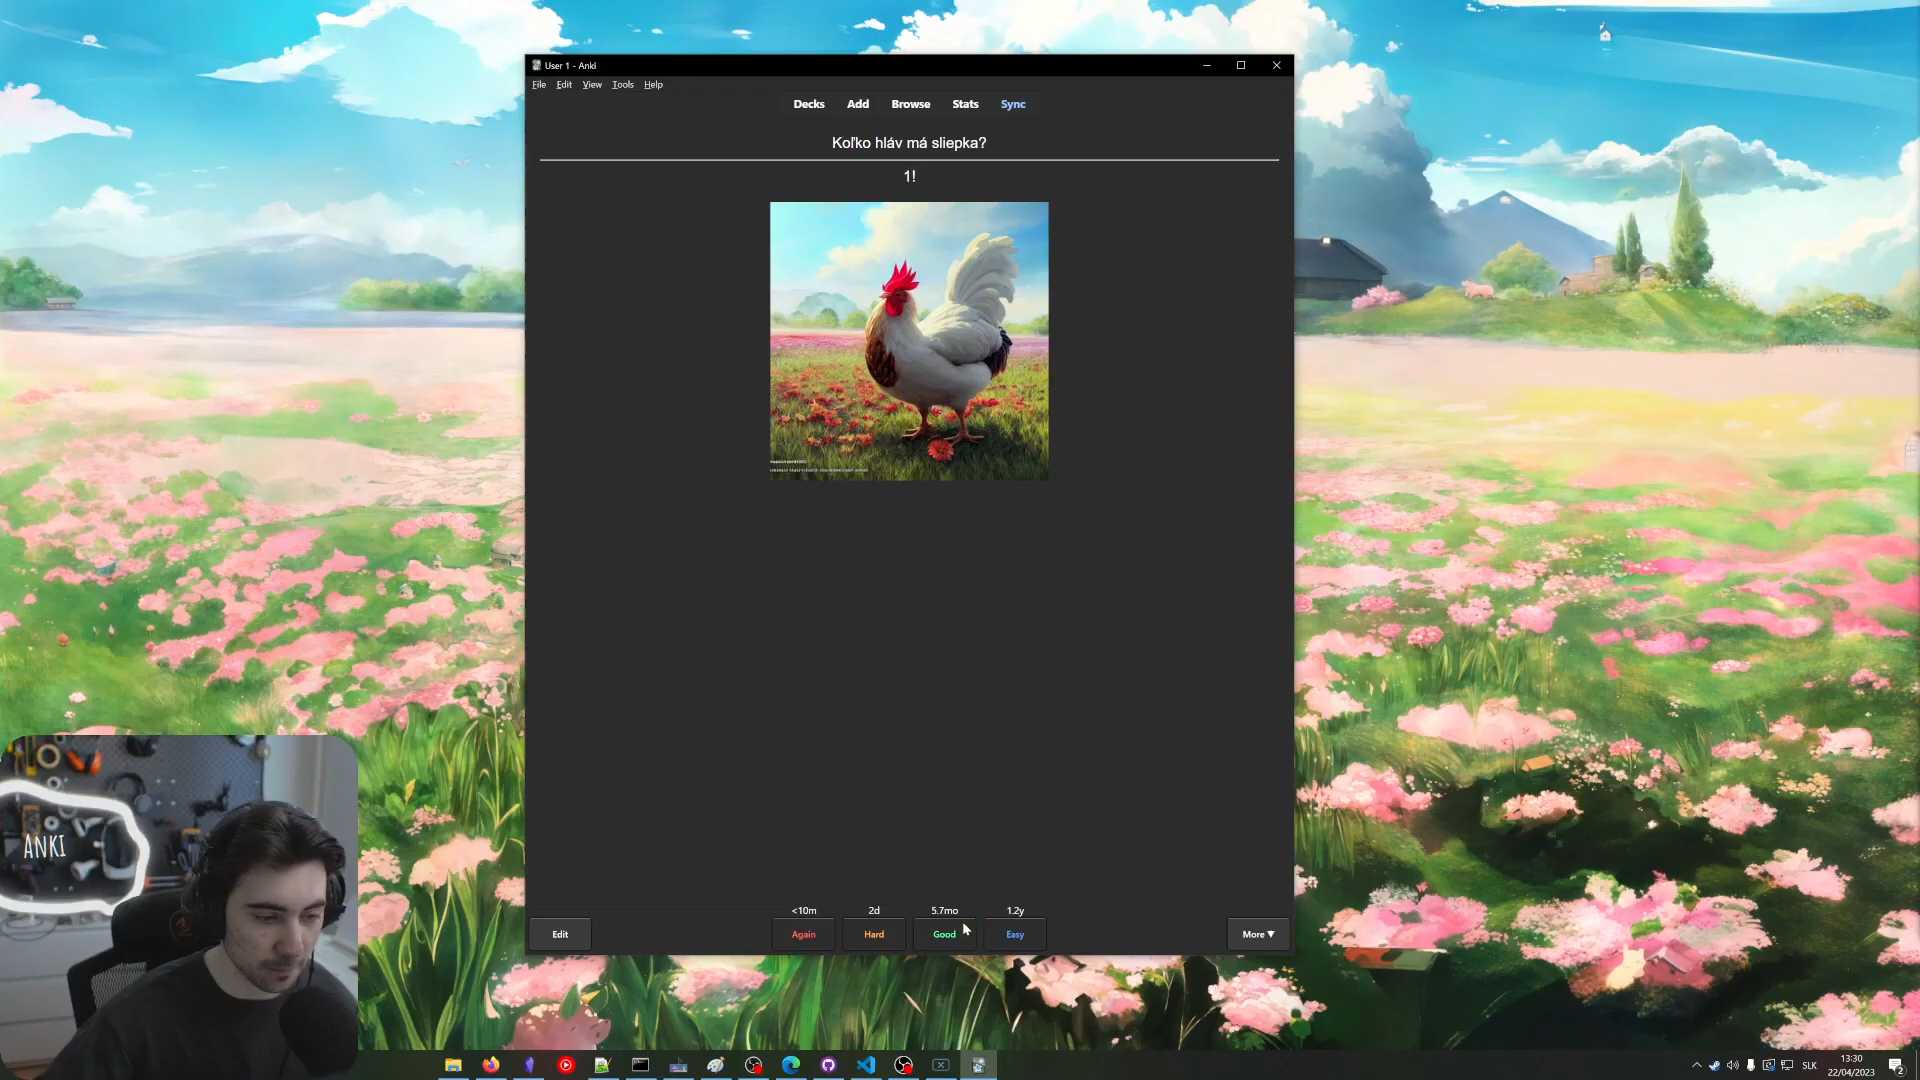 User 1 - Anki
File Edit View Tools Help
Decks Add Browse Stats Sync
Koľko hláv má sliepka?
1!
ANKI
<10m 2d 5.7mo 1.2y
Edit Again Hard Good Easy More ▼
SLK
13:30
22/04/2023
2